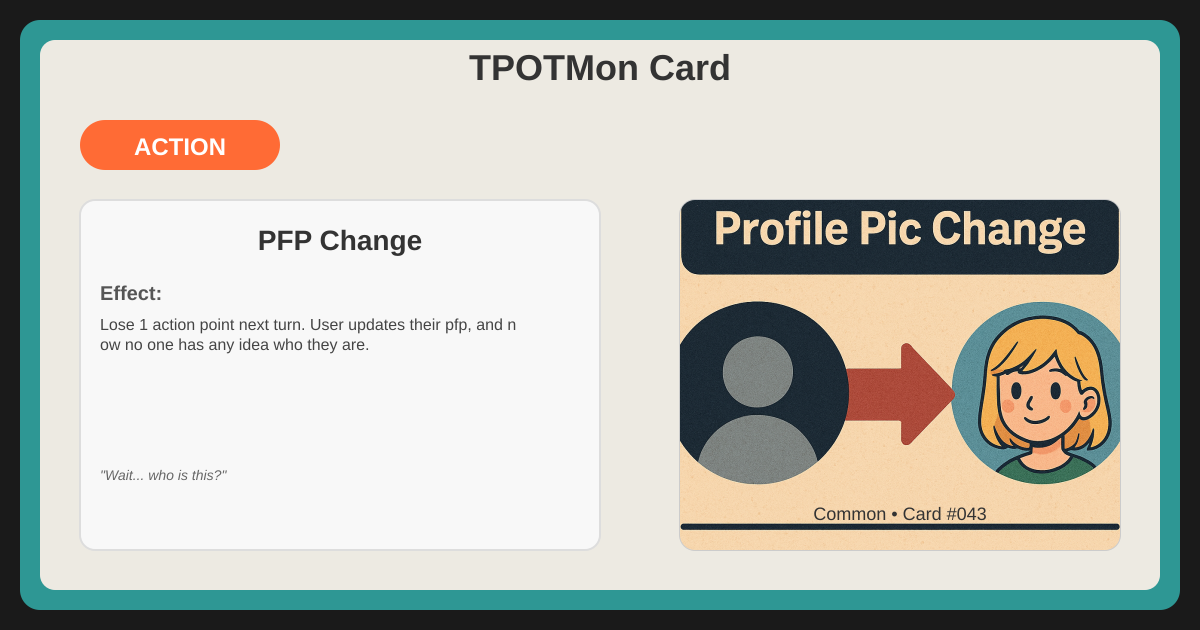 TPOTMon Card
ACTION
PFP Change
Effect:
Lose 1 action point next turn. User updates their pfp, and n
ow no one has any idea who they are.
"Wait... who is this?"
Profile Pic Change
Common • Card #043